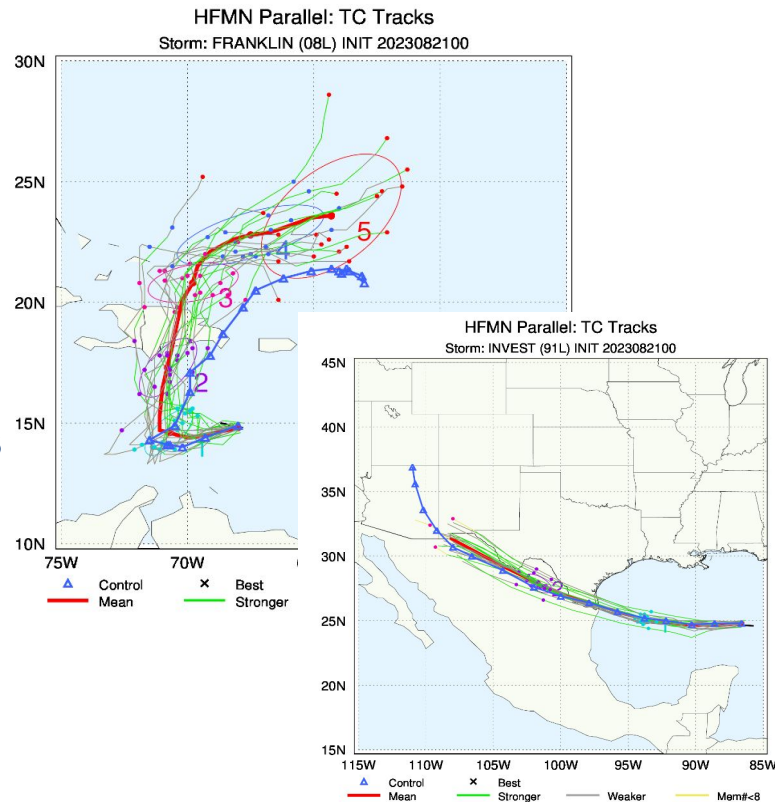 HFMN Parallel: TC Tracks
Storm: FRANKLIN (08L) INIT 2023082100
30N
25N
20N
15N
10N
75W
70W
5
4
3
2
1
Control
Best
Mean
Stronger
HFMN Parallel: TC Tracks
Storm: INVEST (91L) INIT 2023082100
45N
40N
35N
30N
25N
20N
15N
2
1
115W
110W
105W
100W
95W
90W
85W
Control
Best
Mean
Stronger
Weaker
Mem#<8